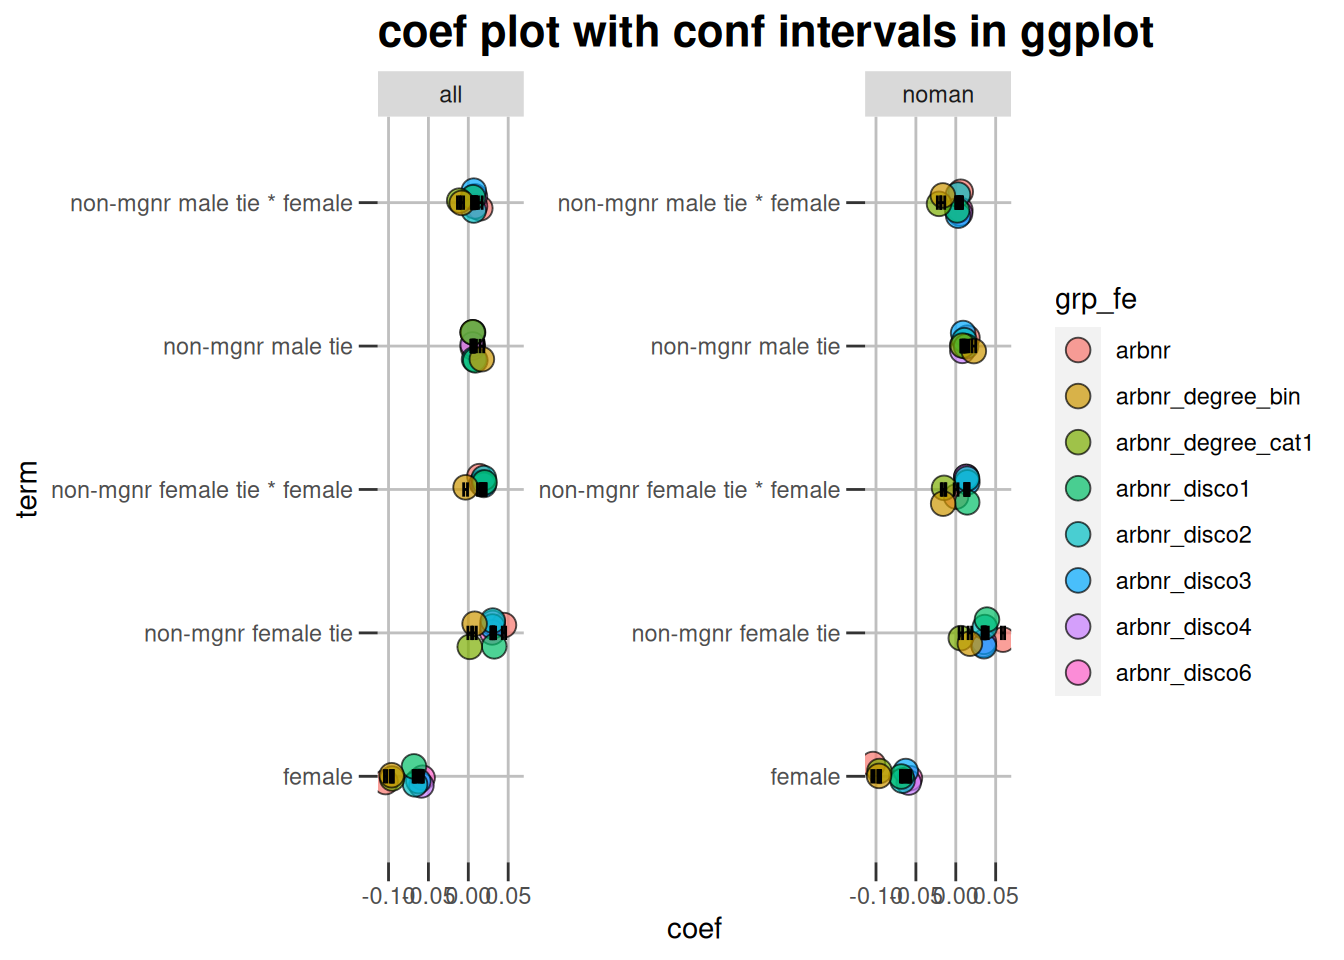 coef plot with conf intervals in ggplot
all
noman
non-mgnr male tie * female
non-mgnr male tie
non-mgnr female tie * female
non-mgnr female tie
female
non-mgnr male tie * female
non-mgnr male tie
non-mgnr female tie * female
non-mgnr female tie
female
term
-0.10 -0.05 0.00 0.05
-0.10 -0.05 0.00 0.05
coef
grp_fe
arbnr
arbnr_degree_bin
arbnr_degree_cat1
arbnr_disco1
arbnr_disco2
arbnr_disco3
arbnr_disco4
arbnr_disco6